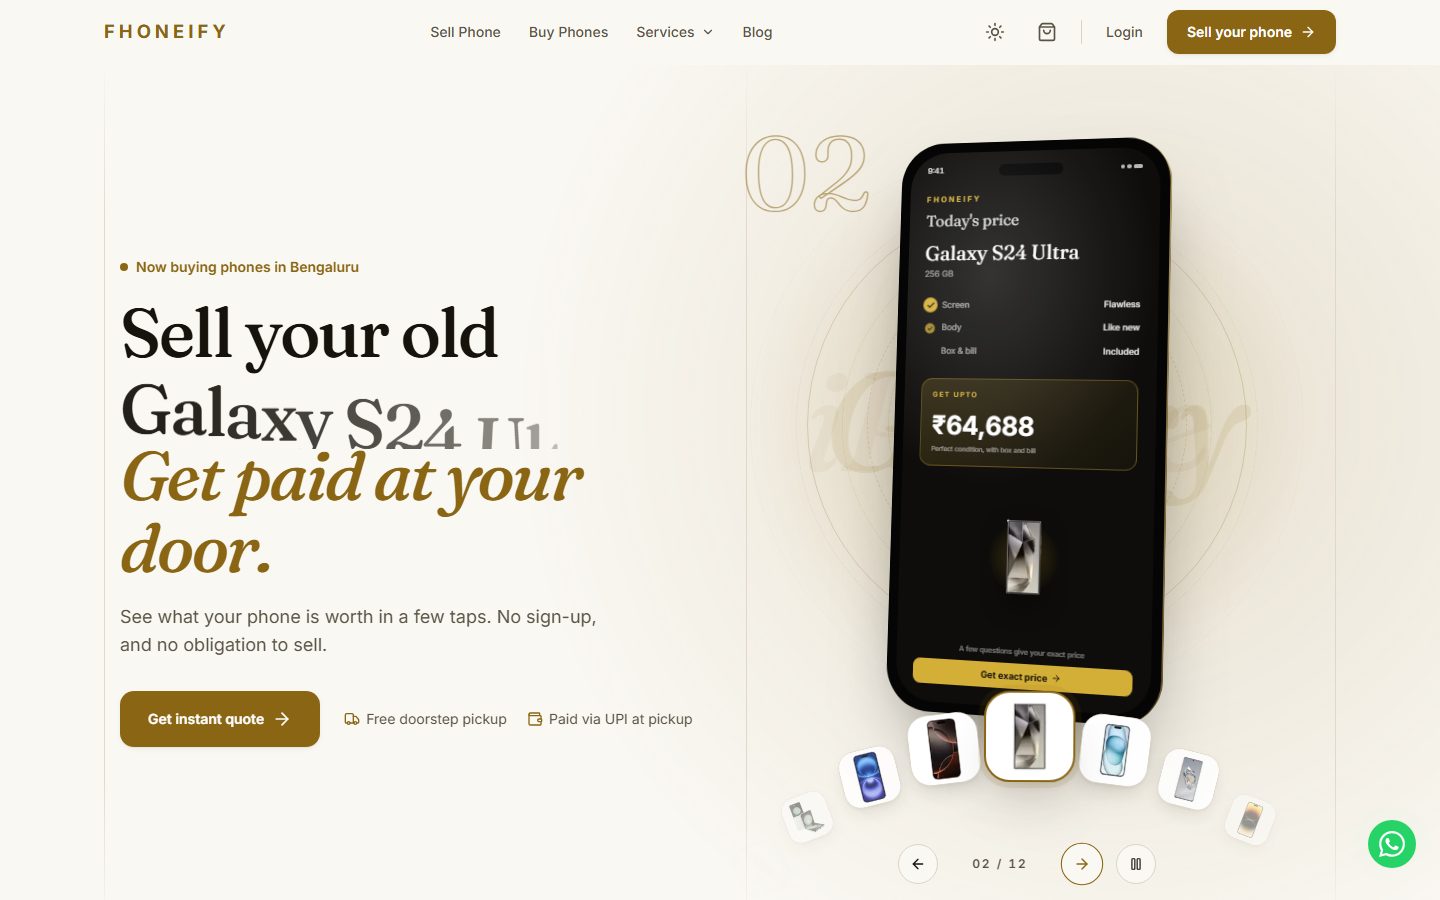 FHONEIFY
Sell Phone
Buy Phones
Services
Blog
Login
Sell your phone
02
Now buying phones in Bengaluru
Sell your old
Galaxy S24
Get paid at your
door.
See what your phone is worth in a few taps. No sign-up,
and no obligation to sell.
Get instant quote
Free doorstep pickup
Paid via UPI at pickup
9:41
FHONEIFY
Today's price
Galaxy S24 Ultra
256 GB
Screen Flawless
Body Like new
Box & bill Included
GET UPTO
₹64,688
Perfect condition, with box and bill
A few questions give your exact price
Get exact price
02 / 12